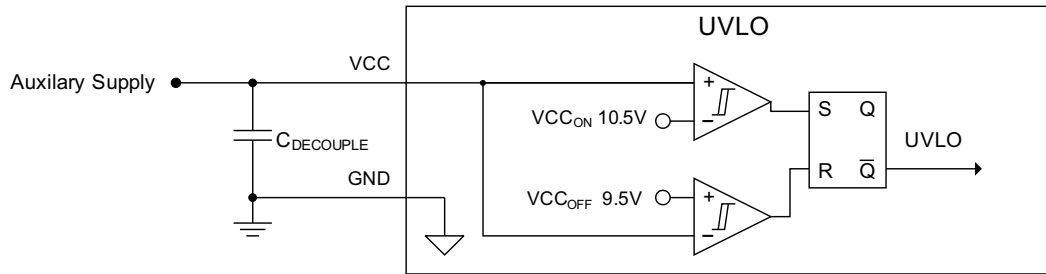 UVLO
VCC
Auxilary Supply
+
−
VCC_ON 10.5V
S Q
UVLO
C_DECOUPLE
GND
R Q̅
VCC_OFF 9.5V
+
−